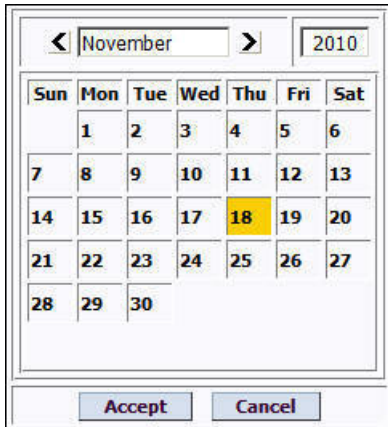 November 2010
Sun Mon Tue Wed Thu Fri Sat
1 2 3 4 5 6
7 8 9 10 11 12 13
14 15 16 17 18 19 20
21 22 23 24 25 26 27
28 29 30
Accept Cancel